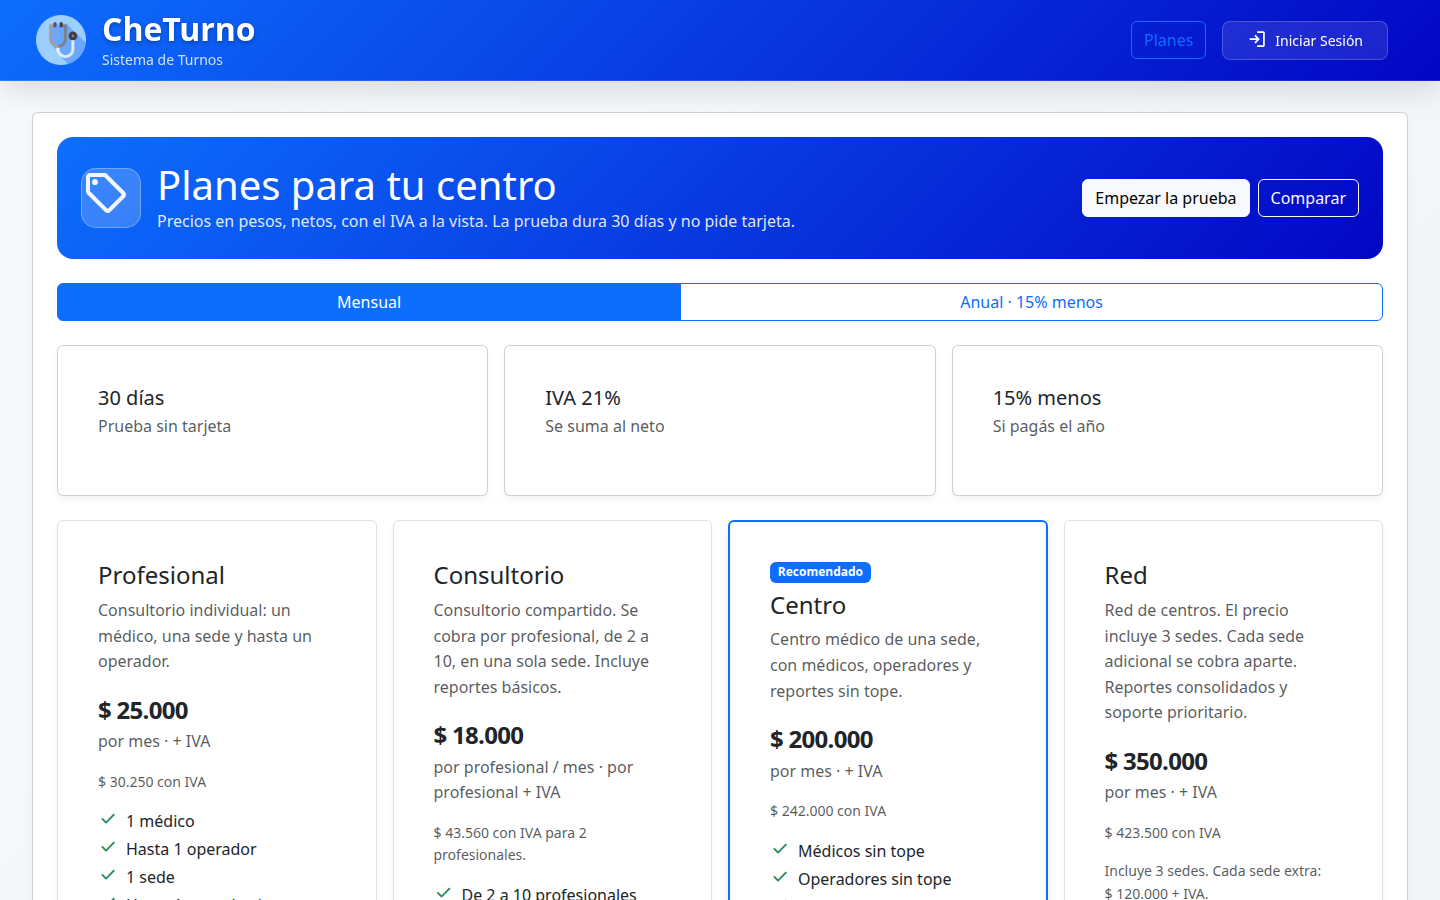 CheTurno
Sistema de Turnos
Planes
Iniciar Sesión
Planes para tu centro
Precios en pesos, netos, con el IVA a la vista. La prueba dura 30 días y no pide tarjeta.
Empezar la prueba
Comparar
Mensual
Anual · 15% menos
30 días
Prueba sin tarjeta
IVA 21%
Se suma al neto
15% menos
Si pagás el año
Profesional
Consultorio individual: un
médico, una sede y hasta un
operador.
$ 25.000
por mes · + IVA
$ 30.250 con IVA
1 médico
Hasta 1 operador
1 sede
Consultorio
Consultorio compartido. Se
cobra por profesional, de 2 a
10, en una sola sede. Incluye
reportes básicos.
$ 18.000
por profesional / mes · por
profesional + IVA
$ 43.560 con IVA para 2
profesionales.
De 2 a 10 profesionales
Recomendado
Centro
Centro médico de una sede,
con médicos, operadores y
reportes sin tope.
$ 200.000
por mes · + IVA
$ 242.000 con IVA
Médicos sin tope
Operadores sin tope
Red
Red de centros. El precio
incluye 3 sedes. Cada sede
adicional se cobra aparte.
Reportes consolidados y
soporte prioritario.
$ 350.000
por mes · + IVA
$ 423.500 con IVA
Incluye 3 sedes. Cada sede extra:
$ 120.000 + IVA.